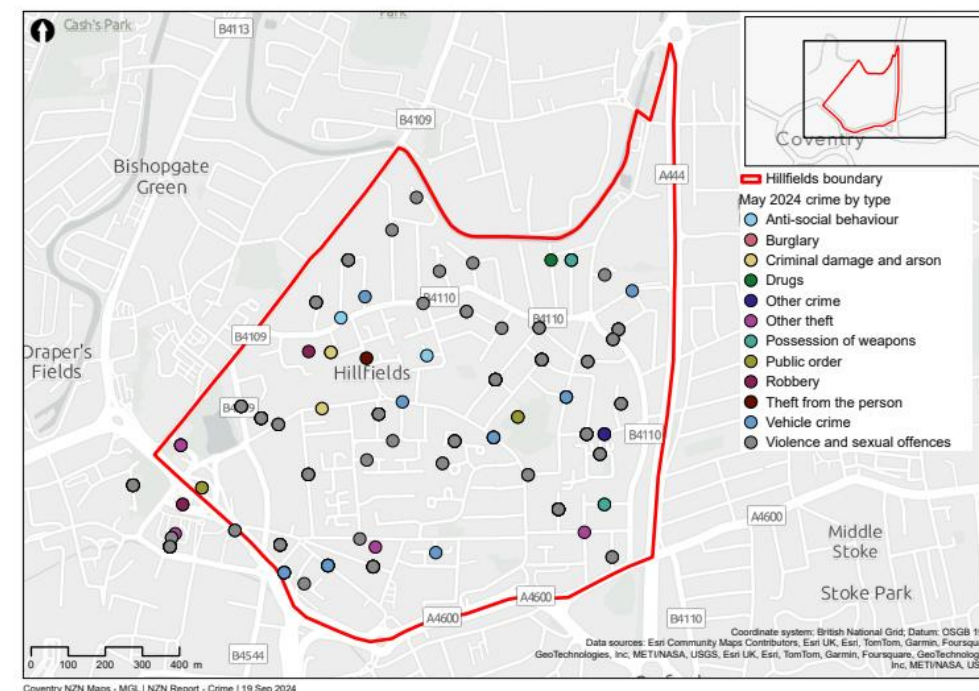 Cash's Park
Park
B4113
B4109
Bishopgate
Green
A444
Coventry
Hillfields boundary
May 2024 crime by type
Anti-social behaviour
Burglary
Criminal damage and arson
Drugs
Other crime
Other theft
Possession of weapons
Public order
Robbery
Theft from the person
Vehicle crime
Violence and sexual offences
B4110
B4110
B4109
Draper's
Fields
Hillfields
B4110
A4600
Middle
Stoke
Stoke Park
A4600
A4600
B4110
B4544
0 100 200 400 m
Coordinate system: British National Grid; Datum: OSGB
Data sources: Esri Community Maps Contributors, Esri UK, Esri, TomTom, Garmin,
GeoTechnologies, Inc, METI/NASA, USGS, Esri UK, Esri, TomTom, Garmin, Foursquare,
Inc, METI/NASA,
Coventry NZN Maps - MGL | NZN Report - Crime | 19 Sep 2024